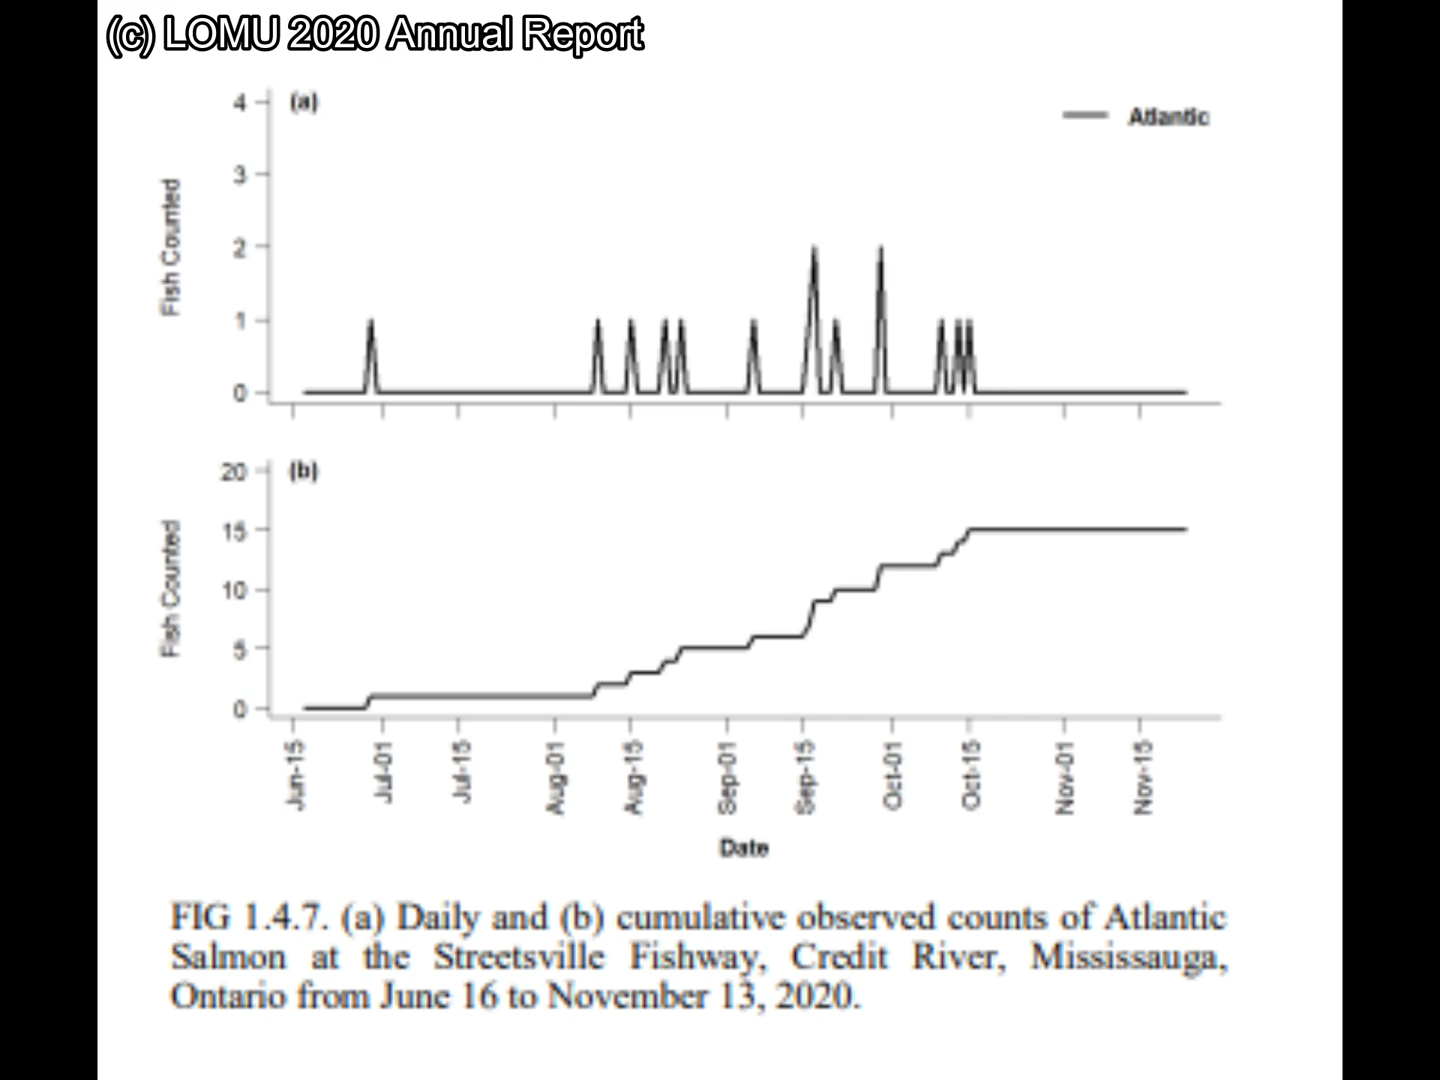 (c) LOMU 2020 Annual Report
4
(a)
Atlantic
3
Fish Counted
2
1
0
20
(b)
15
Fish Counted
10
5
0
Jun-15
Jul-01
Jul-15
Aug-01
Aug-15
Sep-01
Sep-15
Oct-01
Oct-15
Nov-01
Nov-15
Date
FIG 1.4.7. (a) Daily and (b) cumulative observed counts of Atlantic
Salmon at the Streetsville Fishway, Credit River, Mississauga,
Ontario from June 16 to November 13, 2020.